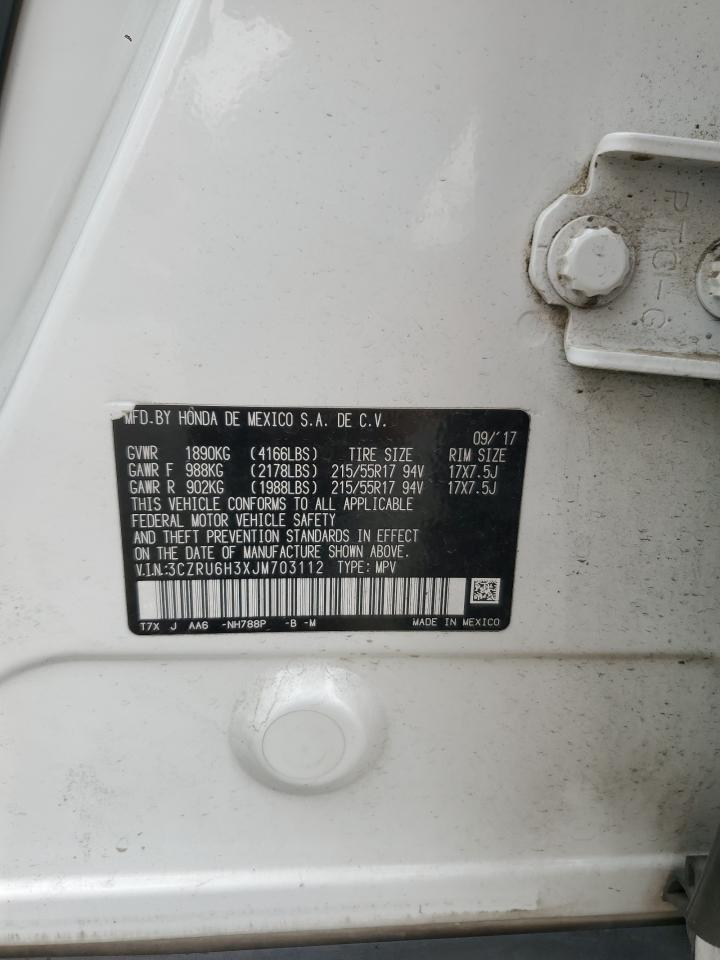 PTC1-G
MFD.BY HONDA DE MEXICO S.A. DE C.V.
09/'17
GVWR 1890KG (4166LBS) TIRE SIZE RIM SIZE
GAWR F 988KG (2178LBS) 215/55R17 94V 17X7.5J
GAWR R 902KG (1988LBS) 215/55R17 94V 17X7.5J
THIS VEHICLE CONFORMS TO ALL APPLICABLE
FEDERAL MOTOR VEHICLE SAFETY
AND THEFT PREVENTION STANDARDS IN EFFECT
ON THE DATE OF MANUFACTURE SHOWN ABOVE.
V.I.N.:3CZRU6H3XJM703112 TYPE: MPV
T7X J AA6 -NH788P -B -M MADE IN MEXICO